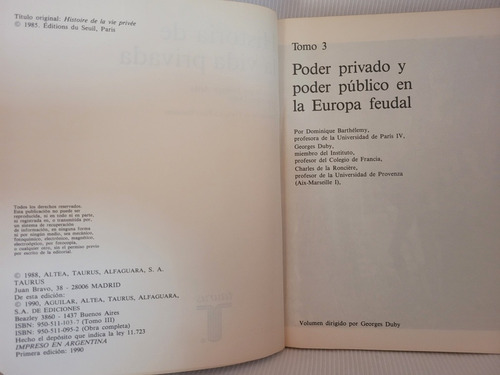 Título original: Histoire de la vie privée
© 1985. Éditions du Seuil, París
Todos los derechos reservados.
Esta publicación no puede ser
reproducida, ni en todo ni en parte,
ni registrada en, o transmitida por,
un sistema de recuperación
de información, en ninguna forma
ni por ningún medio, sea mecánico,
fotoquímico, electrónico, magnético,
electroóptico, por fotocopia,
o cualquier otro, sin el permiso previo
por escrito de la editorial.
© 1988, ALTEA, TAURUS, ALFAGUARA, S. A.
TAURUS
Juan Bravo, 38 - 28006 MADRID
De esta edición:
© 1990, AGUILAR, ALTEA, TAURUS, ALFAGUARA,
S.A. DE EDICIONES
Beazley 3860 - 1437 Buenos Aires
ISBN: 950-511-103-7 (Tomo III)
ISBN: 950-511-095-2 (Obra completa)
Hecho el depósito que indica la ley 11.723
IMPRESO EN ARGENTINA
Primera edición: 1990
Tomo 3
Poder privado y
poder público en
la Europa feudal
Por Dominique Barthélemy,
profesora de la Universidad de París IV,
Georges Duby,
miembro del Instituto,
profesor del Colegio de Francia,
Charles de la Roncière,
profesor de la Universidad de Provenza
(Aix-Marseille I),
Volumen dirigido por Georges Duby